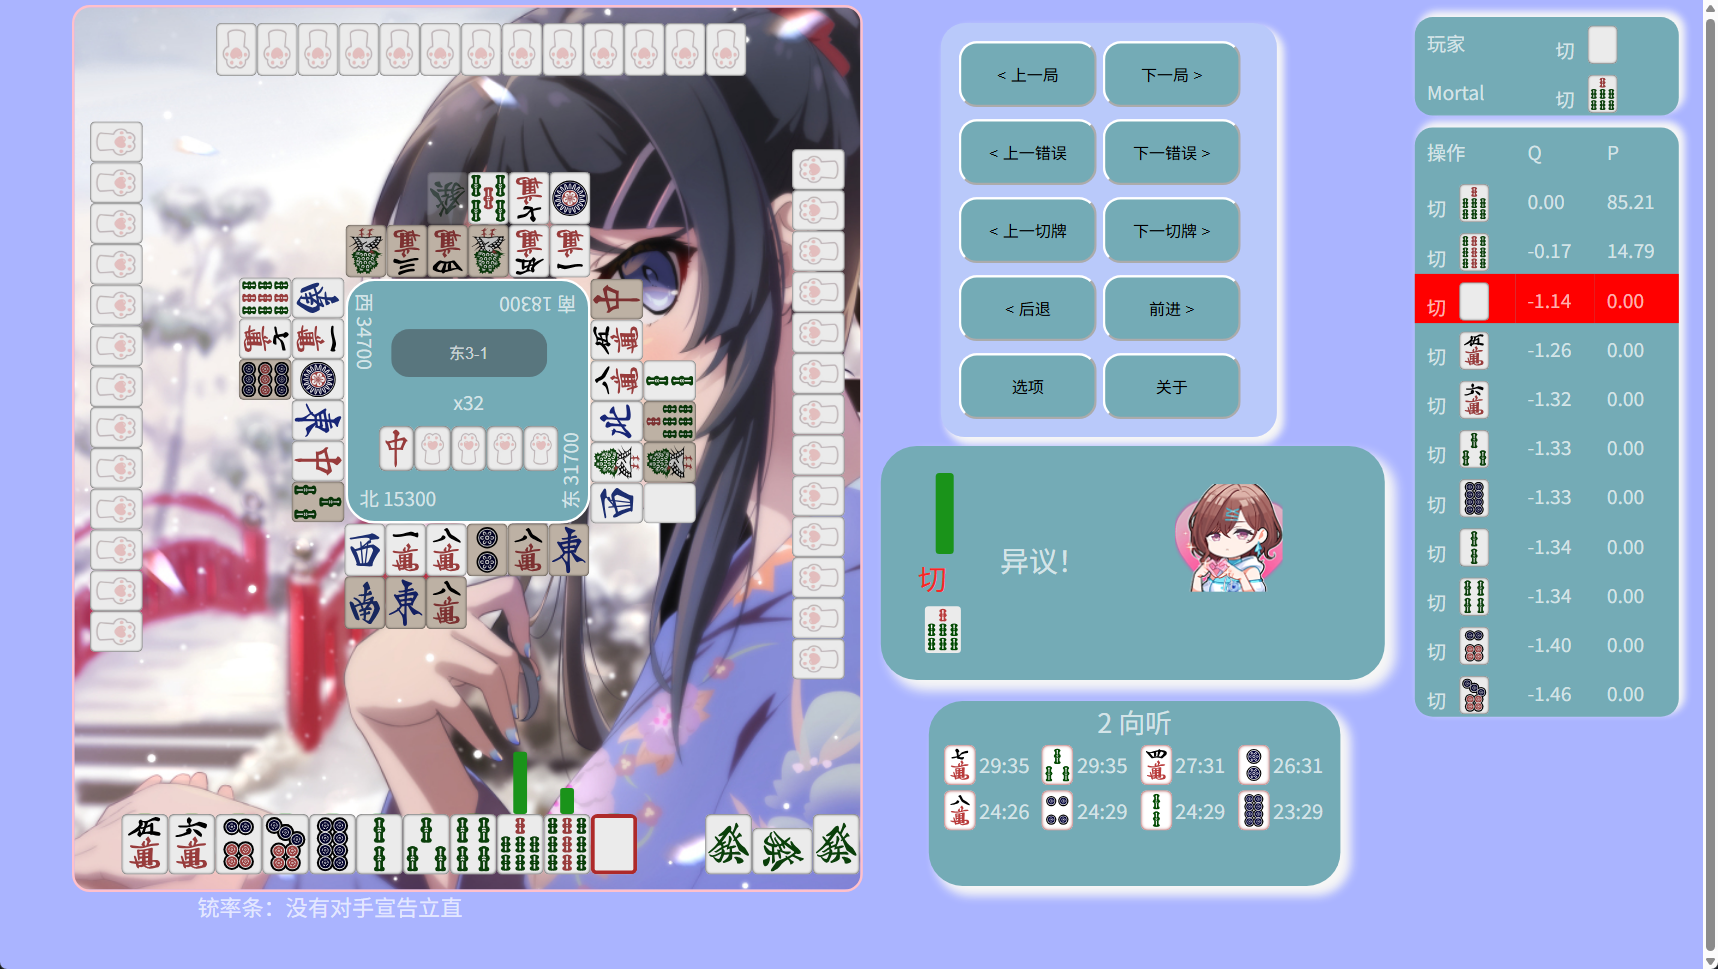 南 18300
西 34700
东3-1
x32
东 31700
北 15300
铳率条：没有对手宣告立直
< 上一局
下一局 >
< 上一错误
下一错误 >
< 上一切牌
下一切牌 >
< 后退
前进 >
选项
关于
切
异议！
2 向听
29:35 29:35 27:31 26:31
24:26 24:29 24:29 23:29
玩家 切
Mortal 切
操作 Q P
切 0.00 85.21
切 -0.17 14.79
切 -1.14 0.00
切 -1.26 0.00
切 -1.32 0.00
切 -1.33 0.00
切 -1.33 0.00
切 -1.34 0.00
切 -1.34 0.00
切 -1.40 0.00
切 -1.46 0.00